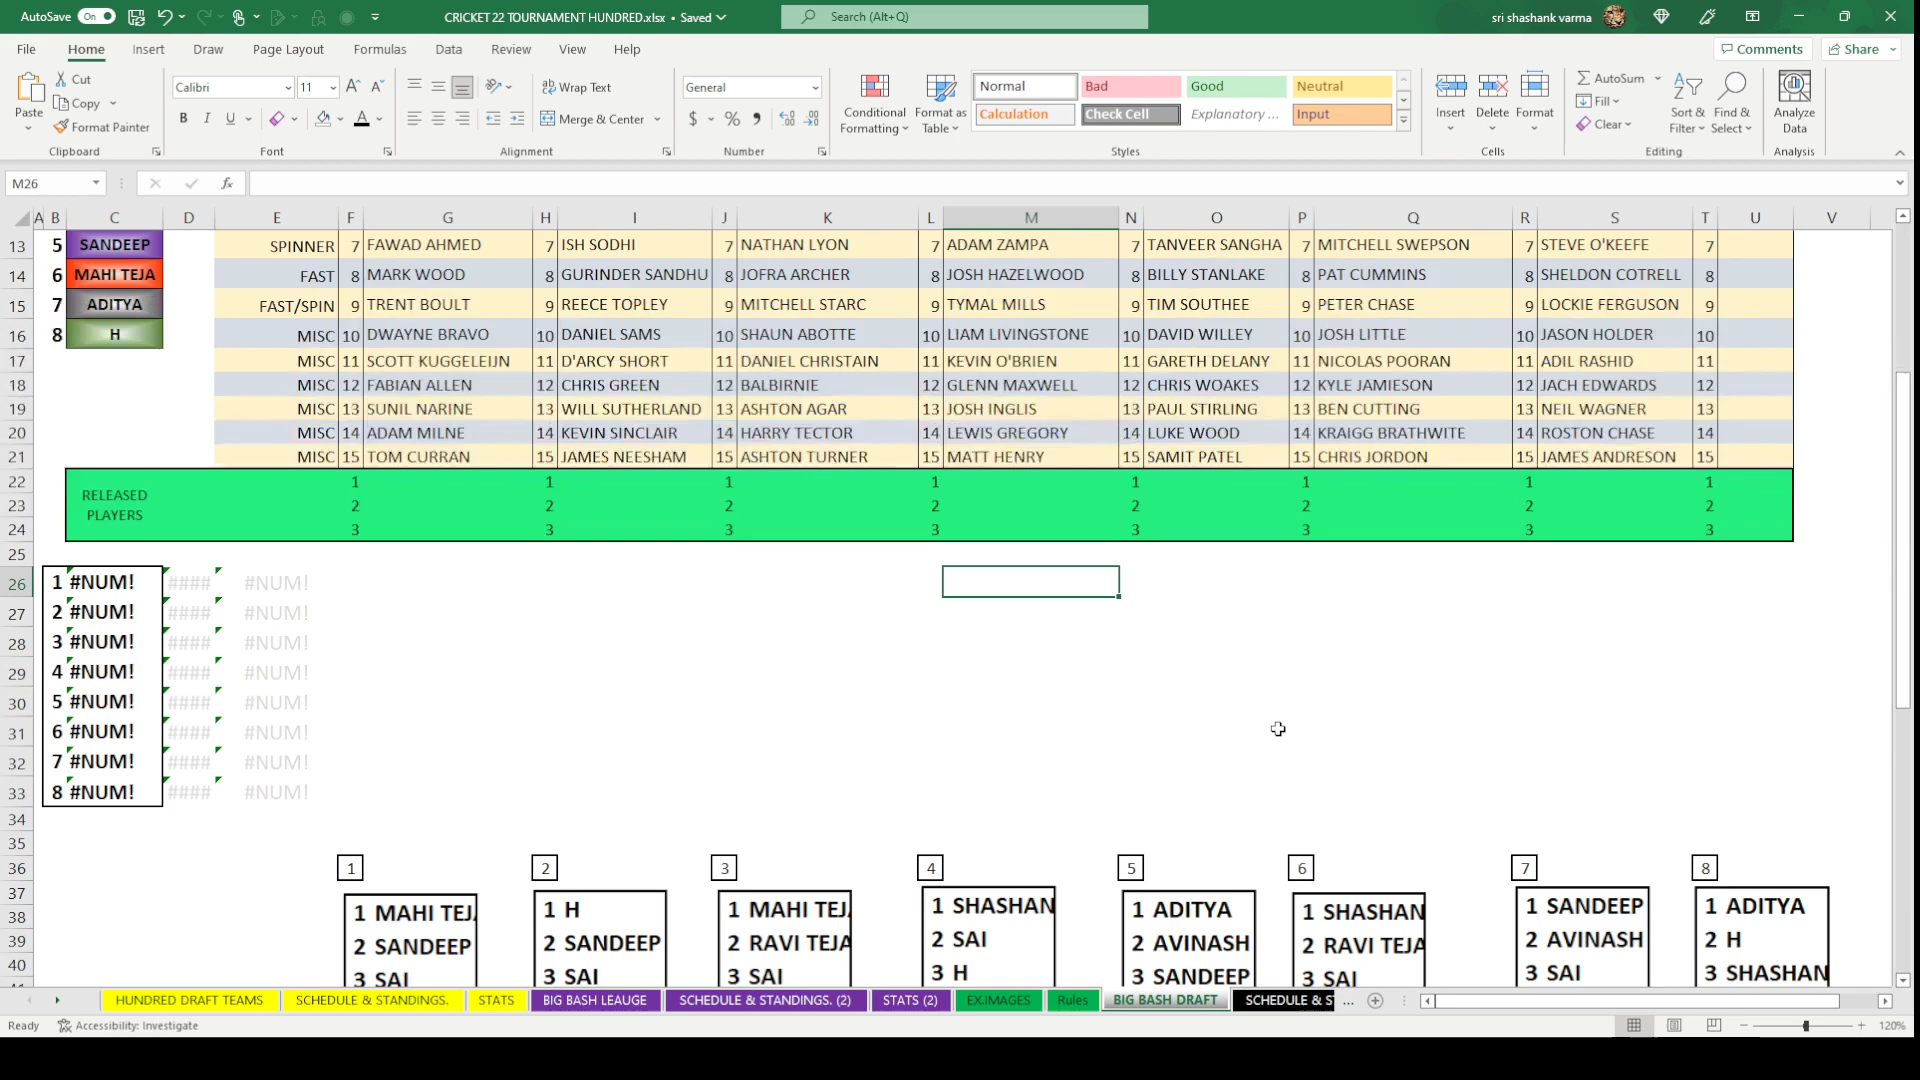 AutoSave On CRICKET 22 TOURNAMENT HUNDRED.xlsx • Saved Search (Alt+Q) sri shashank varma
File Home Insert Draw Page Layout Formulas Data Review View Help Comments Share
Paste Cut Copy Format Painter Clipboard
Calibri 11 B I U A Font
Wrap Text Merge & Center Alignment
General $ % Number
Conditional Formatting Format as Table
Normal Bad Good Neutral
Calculation Check Cell Explanatory ... Input
Styles
Insert Delete Format Cells
AutoSum Fill Clear Sort & Filter Find & Select Editing
Analyze Data Analysis
M26 fx
A B C D E F G H I J K L M N O P Q R S T U V
13 5 SANDEEP SPINNER 7 FAWAD AHMED 7 ISH SODHI 7 NATHAN LYON 7 ADAM ZAMPA 7 TANVEER SANGHA 7 MITCHELL SWEPSON 7 STEVE O'KEEFE 7
14 6 MAHI TEJA FAST 8 MARK WOOD 8 GURINDER SANDHU 8 JOFRA ARCHER 8 JOSH HAZELWOOD 8 BILLY STANLAKE 8 PAT CUMMINS 8 SHELDON COTRELL 8
15 7 ADITYA FAST/SPIN 9 TRENT BOULT 9 REECE TOPLEY 9 MITCHELL STARC 9 TYMAL MILLS 9 TIM SOUTHEE 9 PETER CHASE 9 LOCKIE FERGUSON 9
16 8 H MISC 10 DWAYNE BRAVO 10 DANIEL SAMS 10 SHAUN ABOTTE 10 LIAM LIVINGSTONE 10 DAVID WILLEY 10 JOSH LITTLE 10 JASON HOLDER 10
17 MISC 11 SCOTT KUGGELEIJN 11 D'ARCY SHORT 11 DANIEL CHRISTAIN 11 KEVIN O'BRIEN 11 GARETH DELANY 11 NICOLAS POORAN 11 ADIL RASHID 11
18 MISC 12 FABIAN ALLEN 12 CHRIS GREEN 12 BALBIRNIE 12 GLENN MAXWELL 12 CHRIS WOAKES 12 KYLE JAMIESON 12 JACH EDWARDS 12
19 MISC 13 SUNIL NARINE 13 WILL SUTHERLAND 13 ASHTON AGAR 13 JOSH INGLIS 13 PAUL STIRLING 13 BEN CUTTING 13 NEIL WAGNER 13
20 MISC 14 ADAM MILNE 14 KEVIN SINCLAIR 14 HARRY TECTOR 14 LEWIS GREGORY 14 LUKE WOOD 14 KRAIGG BRATHWITE 14 ROSTON CHASE 14
21 MISC 15 TOM CURRAN 15 JAMES NEESHAM 15 ASHTON TURNER 15 MATT HENRY 15 SAMIT PATEL 15 CHRIS JORDON 15 JAMES ANDRESON 15
22 RELEASED 1 1 1 1 1 1 1 1
23 PLAYERS 2 2 2 2 2 2 2 2
24 3 3 3 3 3 3 3 3
25
26 1 #NUM! #### #NUM!
27 2 #NUM! #### #NUM!
28 3 #NUM! #### #NUM!
29 4 #NUM! #### #NUM!
30 5 #NUM! #### #NUM!
31 6 #NUM! #### #NUM!
32 7 #NUM! #### #NUM!
33 8 #NUM! #### #NUM!
34
35
36 1 2 3 4 5 6 7 8
37
38 1 MAHI TEJ 1 H 1 MAHI TEJ 1 SHASHAN 1 ADITYA 1 SHASHAN 1 SANDEEP 1 ADITYA
39 2 SANDEEP 2 SANDEEP 2 RAVI TEJA 2 SAI 2 AVINASH 2 RAVI TEJA 2 AVINASH 2 H
40 3 SAI 3 SAI 3 SAI 3 H 3 SANDEEP 3 SAI 3 SAI 3 SHASHAN
HUNDRED DRAFT TEAMS SCHEDULE & STANDINGS. STATS BIG BASH LEAUGE SCHEDULE & STANDINGS. (2) STATS (2) EX.IMAGES Rules BIG BASH DRAFT SCHEDULE & ST ...
Ready Accessibility: Investigate 120%